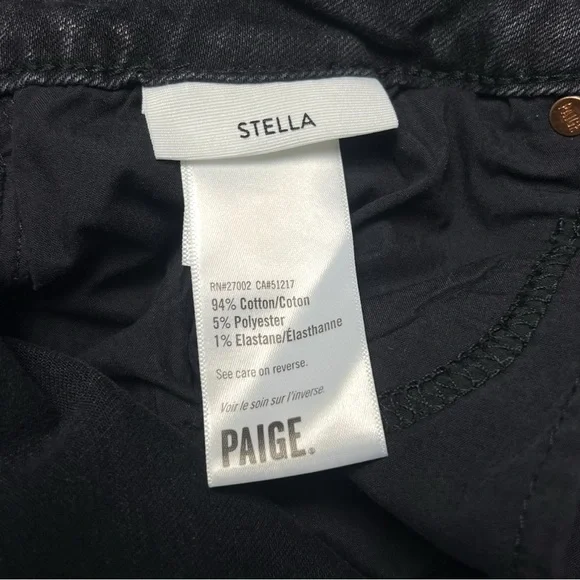 STELLA
PAIGE
RN#27002 CA#51217
94% Cotton/Coton
5% Polyester
1% Elastane/Élasthanne
See care on reverse.
Voir le soin sur l'inverse.
PAIGE®